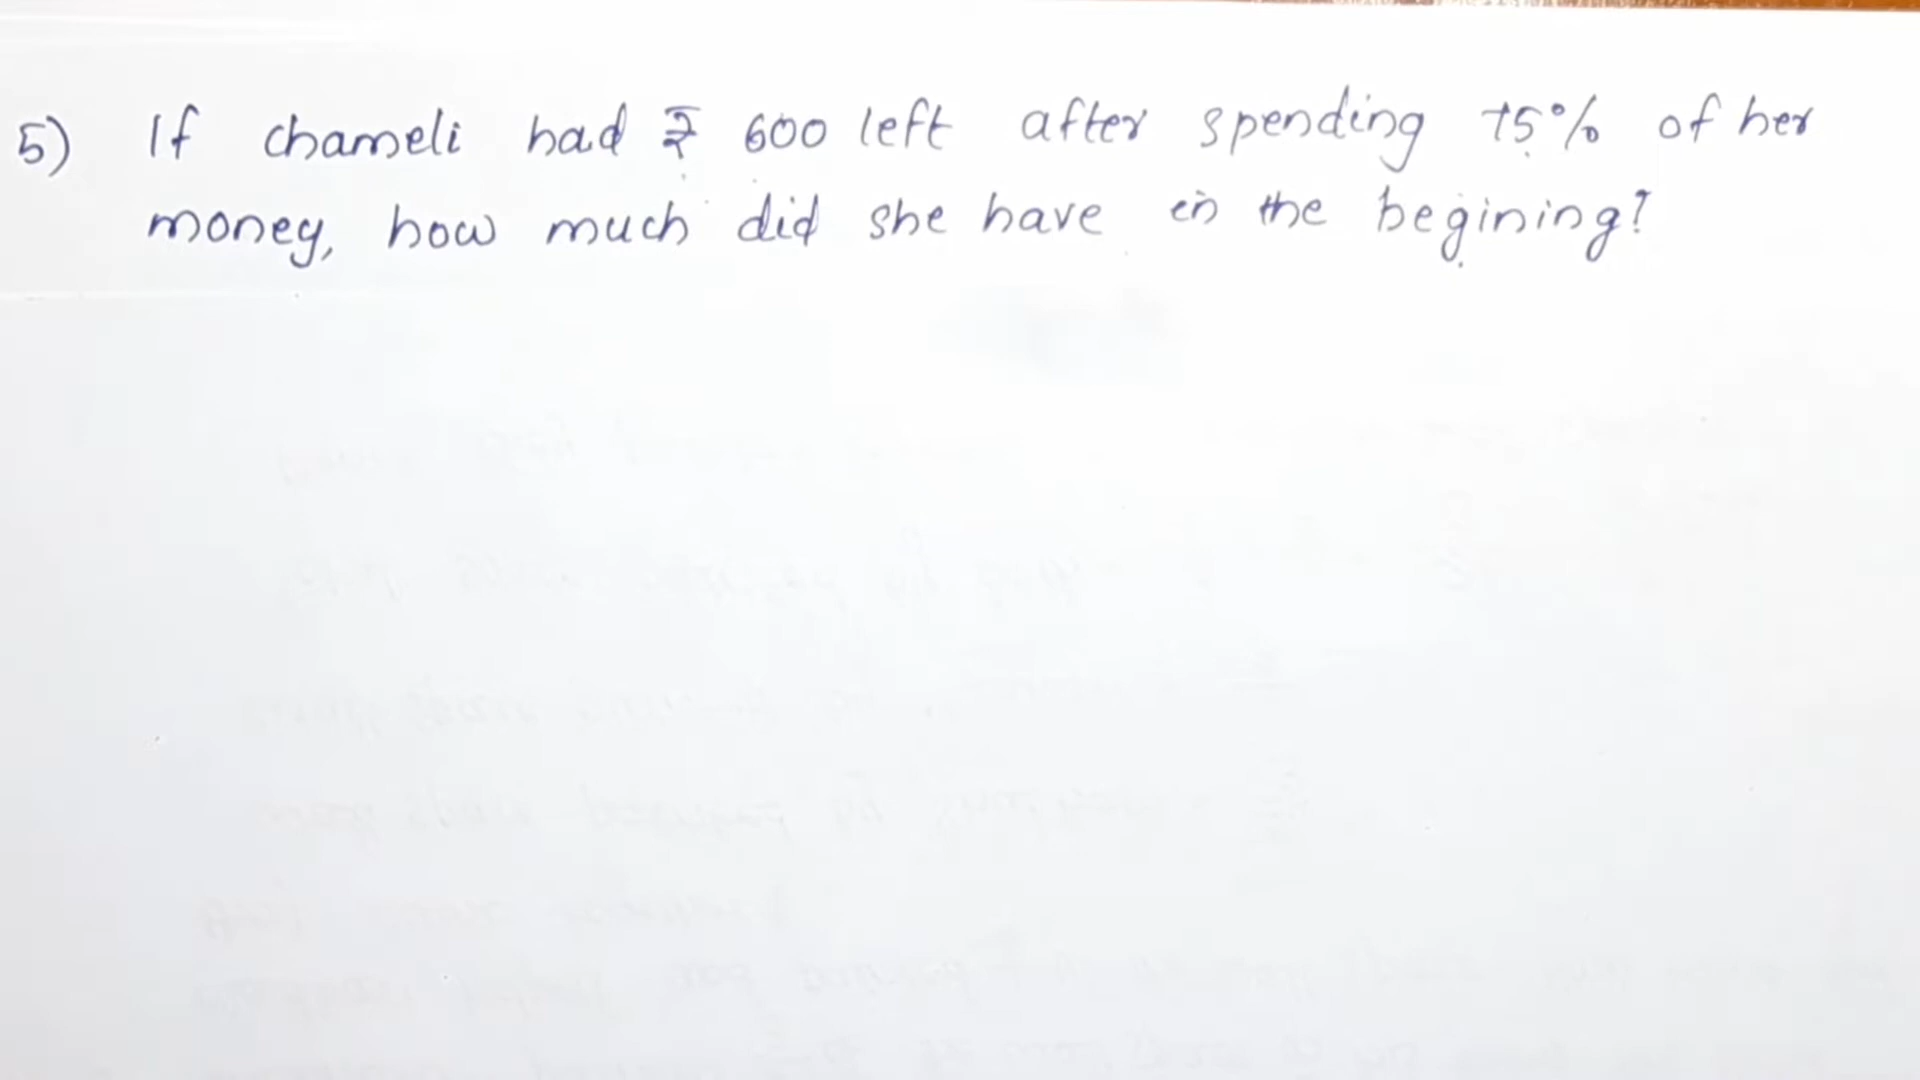 5) If chameli had ₹ 600 left after spending 75% of her
money, how much did she have in the begining?